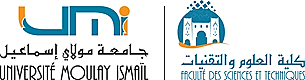 umi
جامعة مولاي إسماعيل
UNIVERSITÉ MOULAY ISMAÏL
كلية العلوم والتقنيات
FACULTÉ DES SCIENCES ET TECHNIQUES